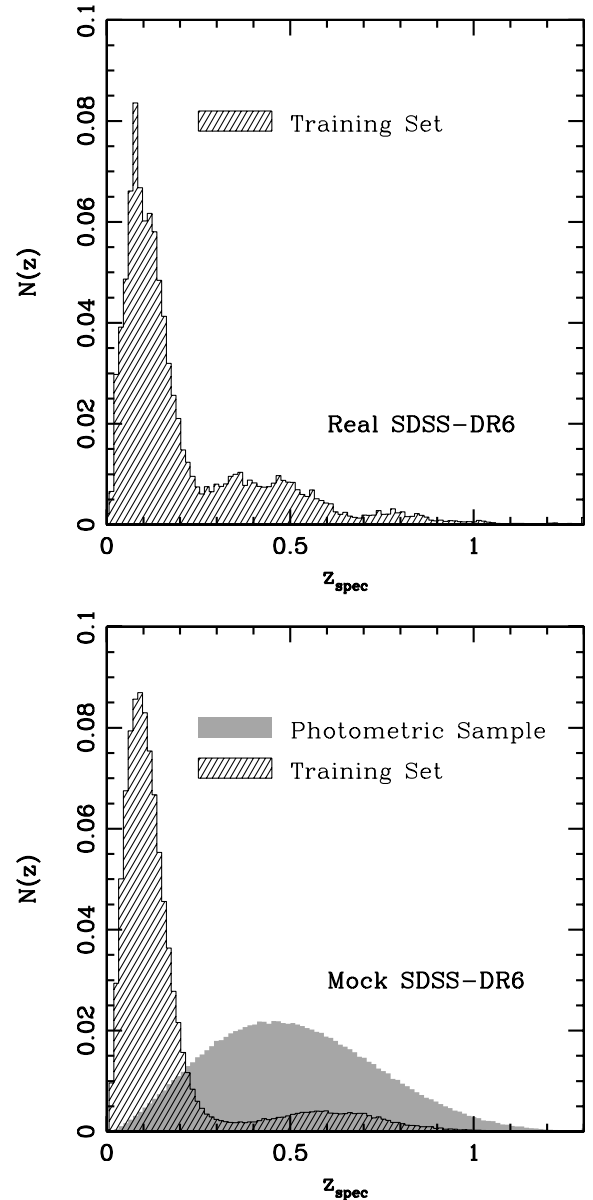 0.1
0.08
0.06
0.04
0.02
0
N(z)
Training Set
Real SDSS-DR6
0 0.5 1
z_spec
0.1
0.08
0.06
0.04
0.02
0
N(z)
Photometric Sample
Training Set
Mock SDSS-DR6
0 0.5 1
z_spec